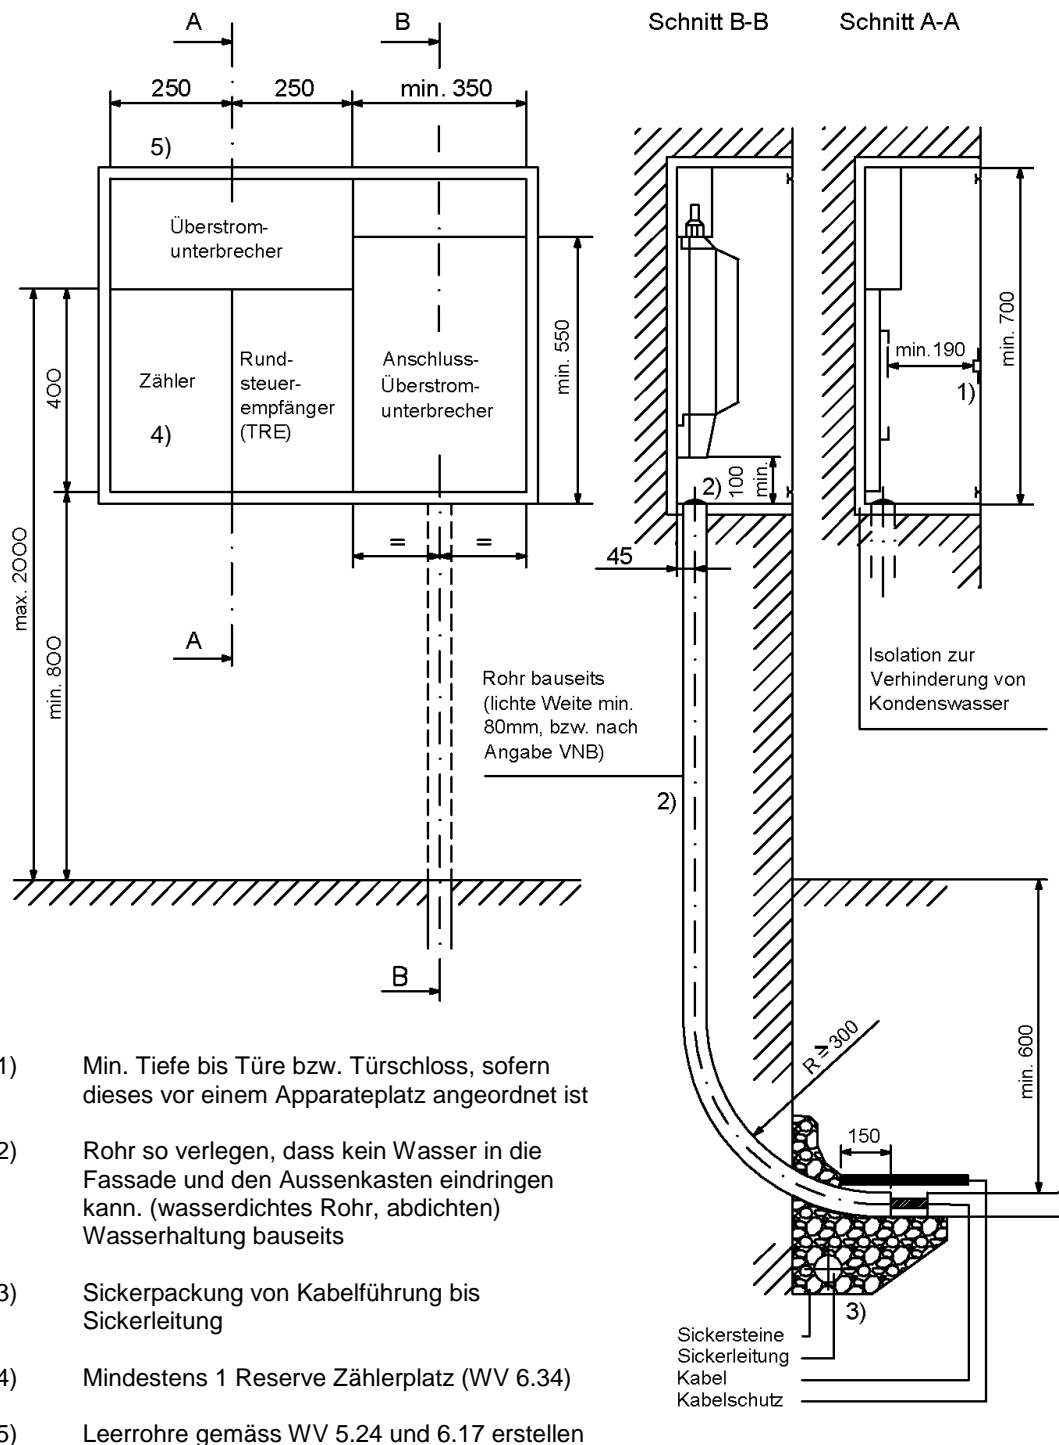 A
B
Schnitt B-B
Schnitt A-A
250
250
min. 350
5)
Überstrom-
unterbrecher
Zähler
4)
Rund-
steuer-
empfänger
(TRE)
Anschluss-
Überstrom-
unterbrecher
400
max. 2000
min. 800
min. 550
=
=
A
B
2)
100
min.
45
min. 190
1)
min. 700
Rohr bauseits
(lichte Weite min.
80mm, bzw. nach
Angabe VNB)
2)
Isolation zur
Verhinderung von
Kondenswasser
R ≥ 300
min. 600
150
3)
Sickersteine
Sickerleitung
Kabel
Kabelschutz
1) Min. Tiefe bis Türe bzw. Türschloss, sofern
dieses vor einem Apparateplatz angeordnet ist
2) Rohr so verlegen, dass kein Wasser in die
Fassade und den Aussenkasten eindringen
kann. (wasserdichtes Rohr, abdichten)
Wasserhaltung bauseits
3) Sickerpackung von Kabelführung bis
Sickerleitung
4) Mindestens 1 Reserve Zählerplatz (WV 6.34)
5) Leerrohre gemäss WV 5.24 und 6.17 erstellen